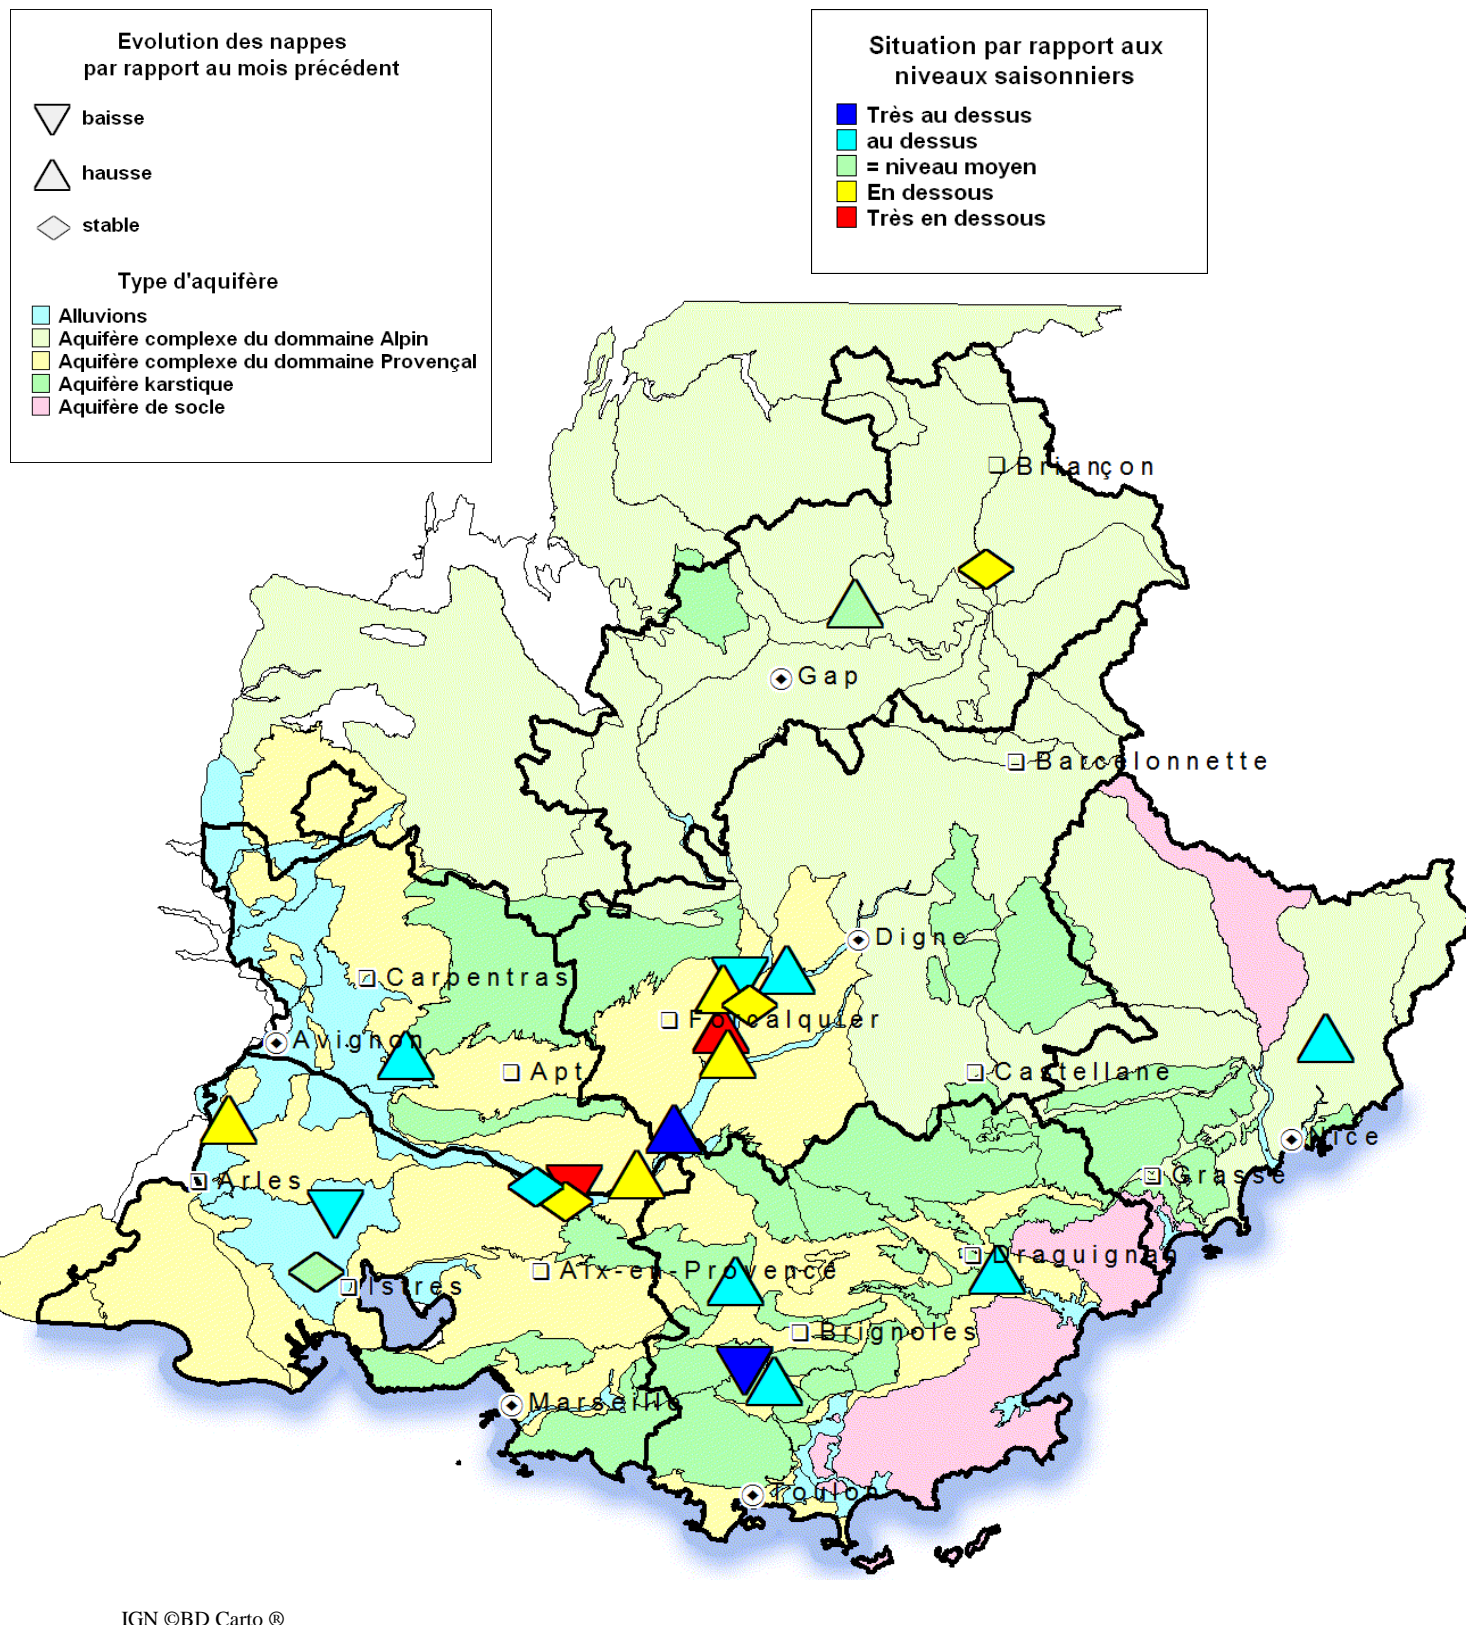 Evolution des nappes
par rapport au mois précédent
baisse
hausse
stable
Type d'aquifère
Alluvions
Aquifère complexe du dommaine Alpin
Aquifère complexe du dommaine Provençal
Aquifère karstique
Aquifère de socle
Situation par rapport aux
niveaux saisonniers
Très au dessus
au dessus
= niveau moyen
En dessous
Très en dessous
Briançon
Gap
Barcelonnette
Digne
Carpentras
Forcalquier
Avignon
Apt
Castellane
Nice
Grasse
Arles
Draguignan
Aix-en-Provence
Istres
Brignoles
Marseille
Toulon
IGN ©BD Carto ®